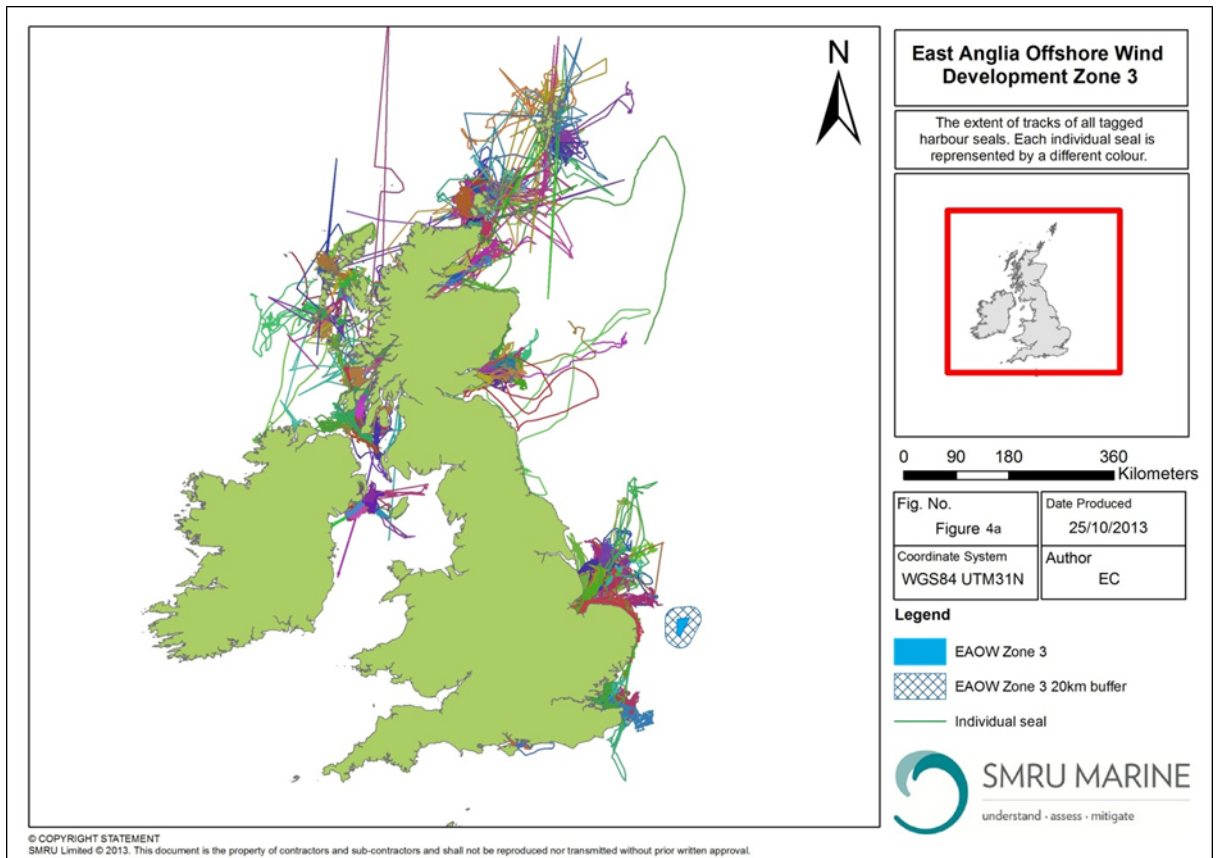 N
East Anglia Offshore Wind
Development Zone 3
The extent of tracks of all tagged
harbour seals. Each individual seal is
reprensented by a different colour.
0 90 180 360
Kilometers
Fig. No.
Figure 4a
Date Produced
25/10/2013
Coordinate System
WGS84 UTM31N
Author
EC
Legend
EAOW Zone 3
EAOW Zone 3 20km buffer
Individual seal
SMRU MARINE
understand · assess · mitigate
© COPYRIGHT STATEMENT
SMRU Limited © 2013. This document is the property of contractors and sub-contractors and shall not be reproduced nor transmitted without prior written approval.